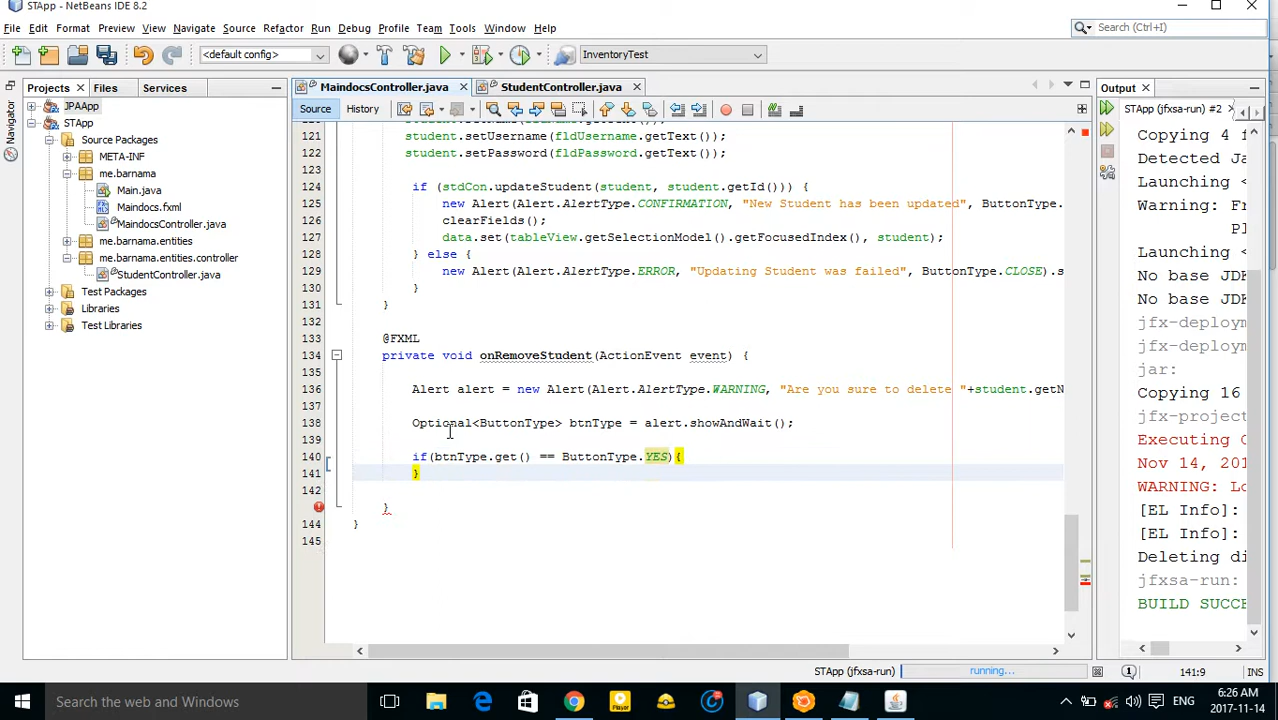 STApp - NetBeans IDE 8.2
File Edit View Navigate Source Refactor Run Debug Profile Team Tools Window Help
Search (Ctrl+I)
<default config>
InventoryTest
Projects
Files
Services
MaindocsController.java
StudentController.java
Output
Source
History
STApp (jfxsa-run) #2
Navigator
JPAApp
STApp
Source Packages
META-INF
me.barnama
Main.java
Maindocs.fxml
MaindocsController.java
me.barnama.entities
me.barnama.entities.controller
StudentController.java
Test Packages
Libraries
Test Libraries
121 student.setUsername(fldUsername.getText());
122 student.setPassword(fldPassword.getText());
123
124 if (stdCon.updateStudent(student, student.getId())) {
125 new Alert(Alert.AlertType.CONFIRMATION, "New Student has been updated", ButtonType.
126 clearFields();
127 data.set(tableView.getSelectionModel().getFocusedIndex(), student);
128 } else {
129 new Alert(Alert.AlertType.ERROR, "Updating Student was failed", ButtonType.CLOSE).s
130 }
131 }
132
133 @FXML
134 private void onRemoveStudent(ActionEvent event) {
135
136 Alert alert = new Alert(Alert.AlertType.WARNING, "Are you sure to delete "+student.getN
137
138 Optional<ButtonType> btnType = alert.showAndWait();
139
140 if(btnType.get() == ButtonType.YES){
141 }
142
}
144 }
145
Copying 4 f
Detected Ja
Launching <
Warning: Fr
Pl
Launching <
No base JDK
No base JDK
jfx-deploym
jfx-deploym
jar:
Copying 16
jfx-project
Executing C
Nov 14, 201
WARNING: Lo
[EL Info]:
[EL Info]:
Deleting di
jfxsa-run:
BUILD SUCCE
STApp (jfxsa-run)
running...
1
141:9
INS
Search the web and Windows
Player
ENG
6:26 AM
2017-11-14